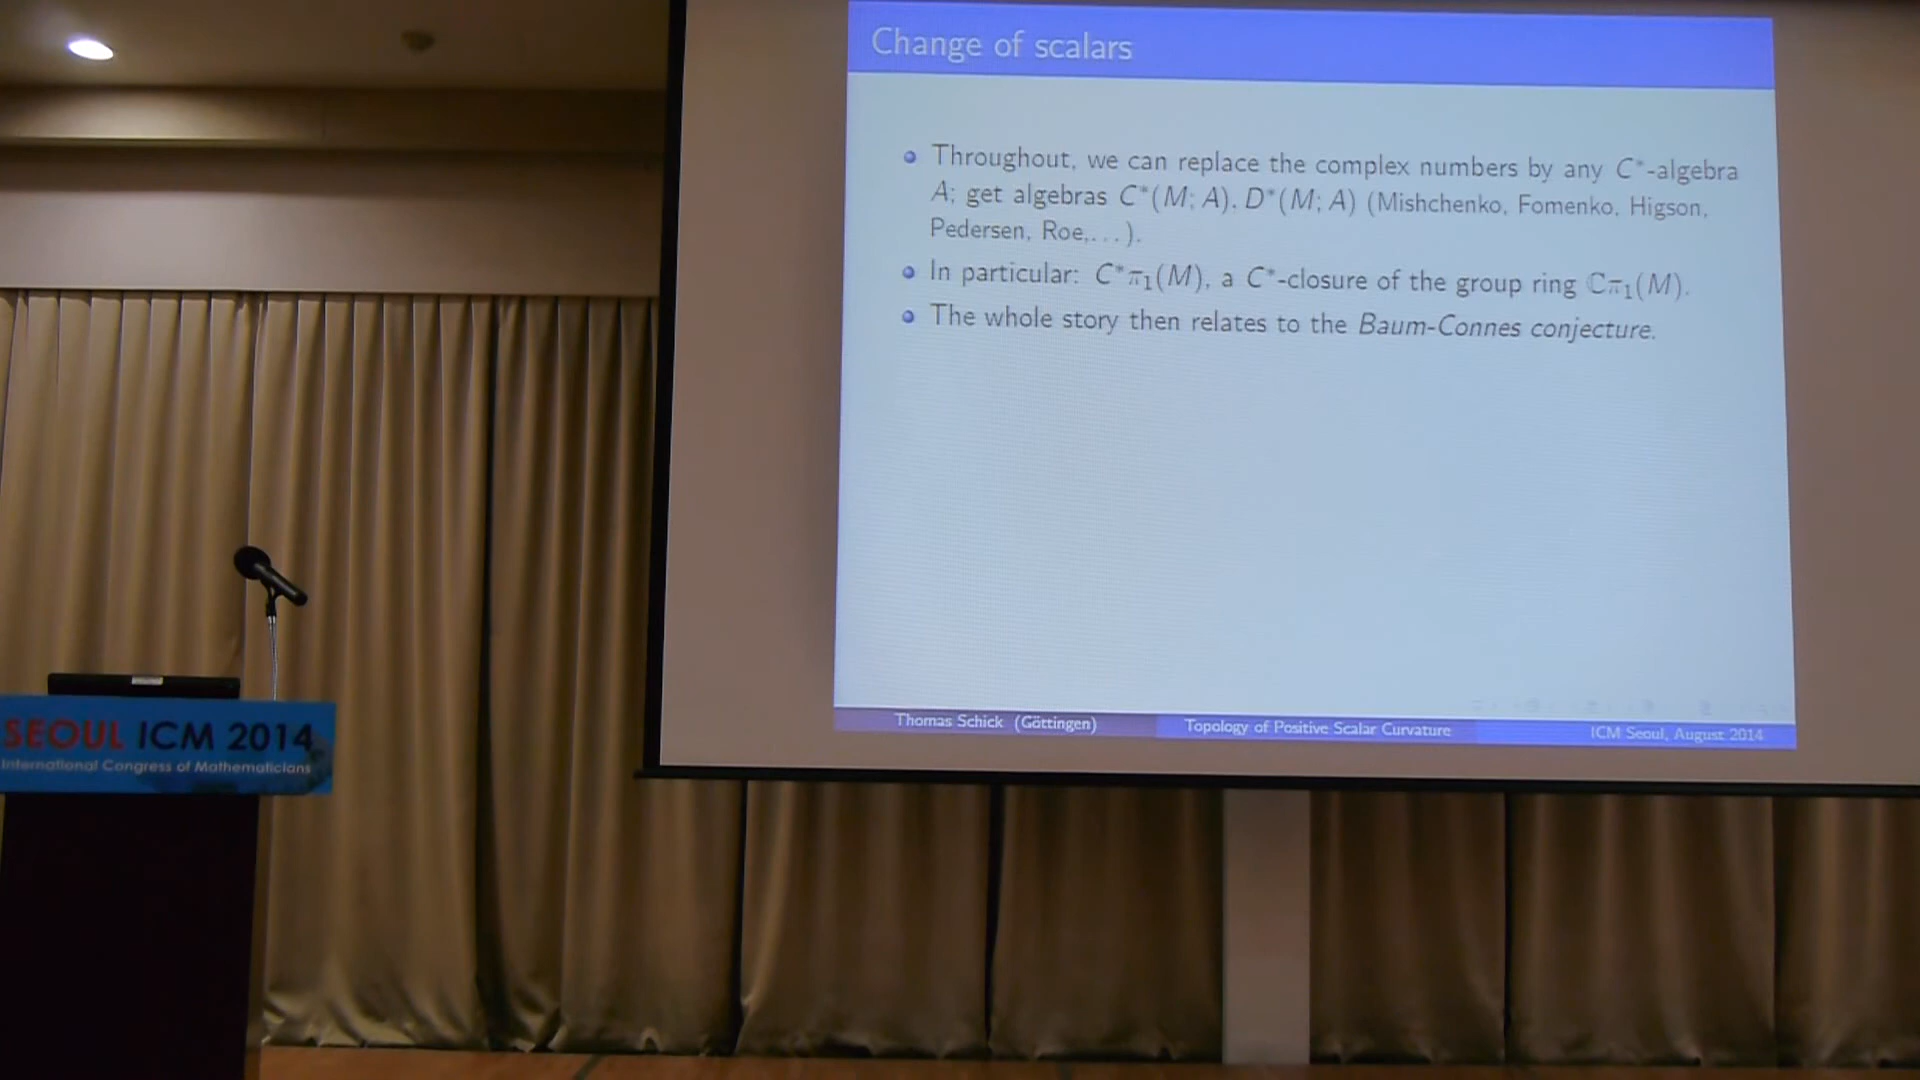 Change of scalars
• Throughout, we can replace the complex numbers by any C*-algebra
A; get algebras C*(M; A), D*(M; A) (Mishchenko, Fomenko, Higson,
Pedersen, Roe,...).
• In particular: C*π₁(M), a C*-closure of the group ring ℂπ₁(M).
• The whole story then relates to the Baum-Connes conjecture.
Thomas Schick (Göttingen) Topology of Positive Scalar Curvature ICM Seoul, August 2014
SEOUL ICM 2014
International Congress of Mathematicians